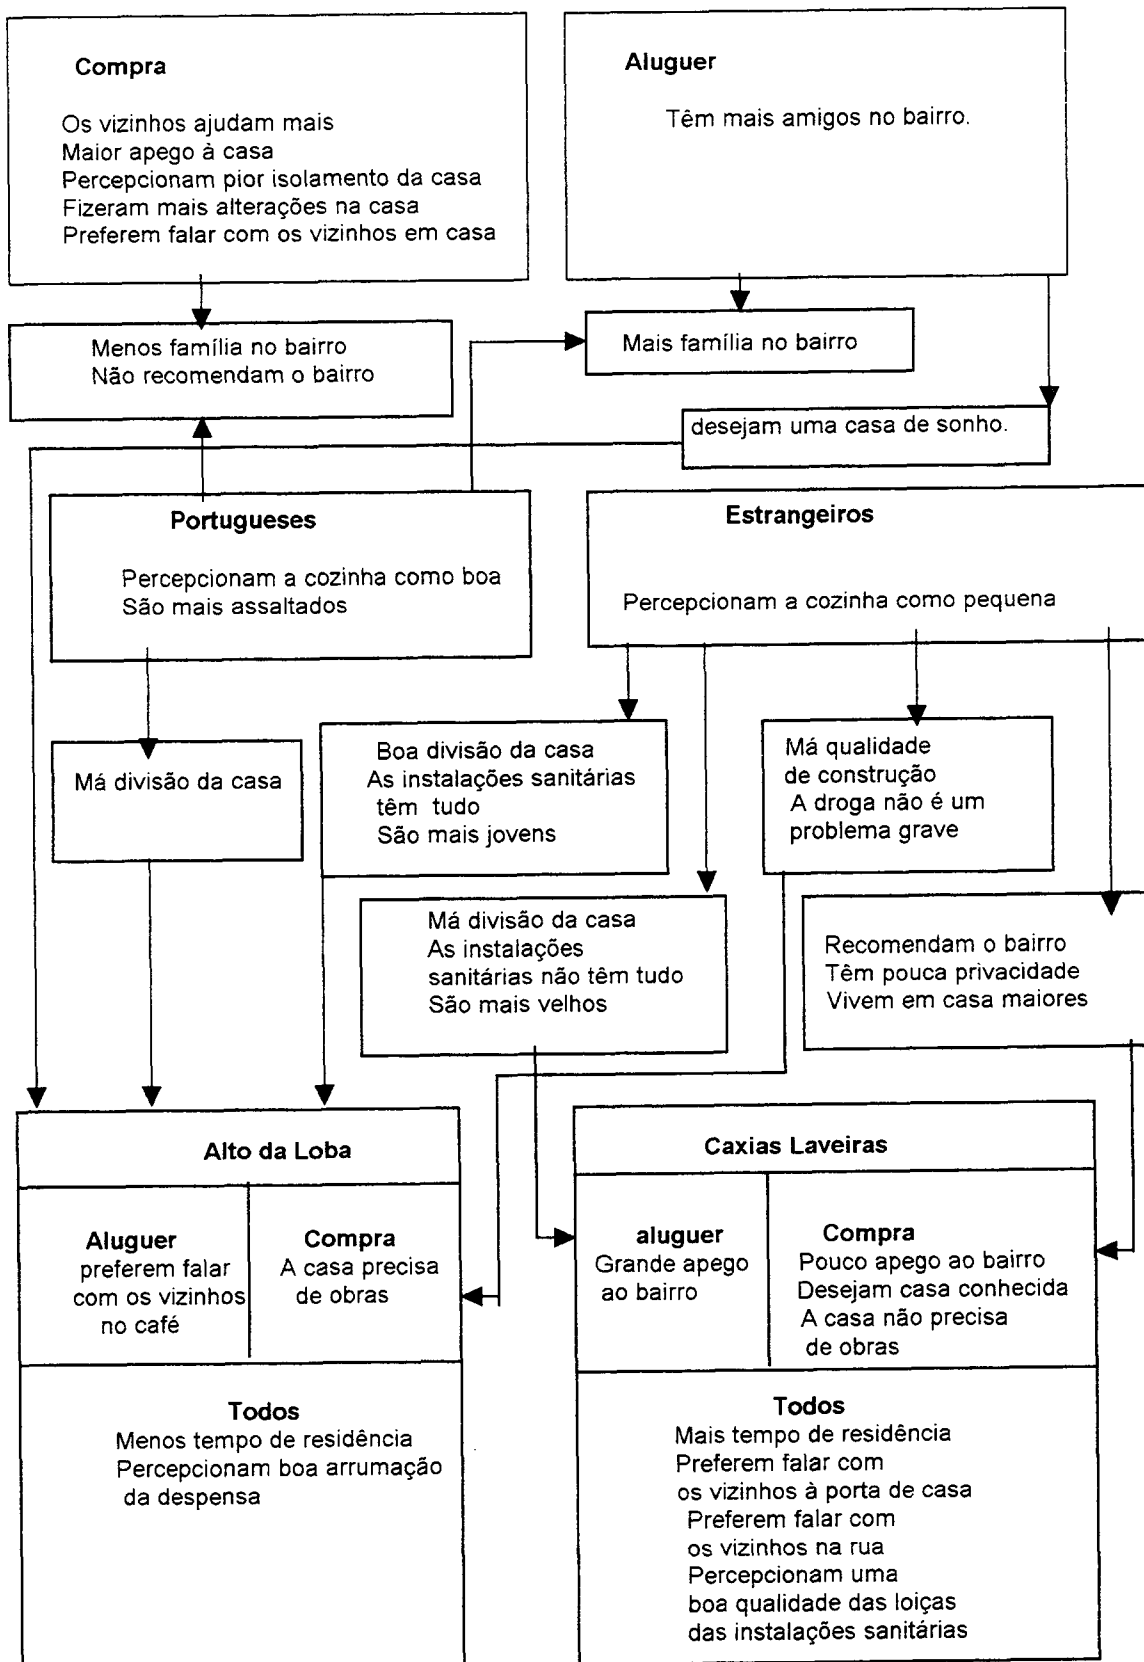 Compra
Os vizinhos ajudam mais
Maior apego à casa
Percepcionam pior isolamento da casa
Fizeram mais alterações na casa
Preferem falar com os vizinhos em casa
Aluguer
Têm mais amigos no bairro.
Menos família no bairro
Não recomendam o bairro
Mais família no bairro
desejam uma casa de sonho.
Portugueses
Percepcionam a cozinha como boa
São mais assaltados
Estrangeiros
Percepcionam a cozinha como pequena
Má divisão da casa
Boa divisão da casa
As instalações sanitárias
têm tudo
São mais jovens
Má qualidade
de construção
A droga não é um
problema grave
Má divisão da casa
As instalações
sanitárias não têm tudo
São mais velhos
Recomendam o bairro
Têm pouca privacidade
Vivem em casa maiores
Alto da Loba
Aluguer
preferem falar
com os vizinhos
no café
Compra
A casa precisa
de obras
Todos
Menos tempo de residência
Percepcionam boa arrumação
da despensa
Caxias Laveiras
aluguer
Grande apego
ao bairro
Compra
Pouco apego ao bairro
Desejam casa conhecida
A casa não precisa
de obras
Todos
Mais tempo de residência
Preferem falar com
os vizinhos à porta de casa
Preferem falar com
os vizinhos na rua
Percepcionam uma
boa qualidade das loiças
das instalações sanitárias